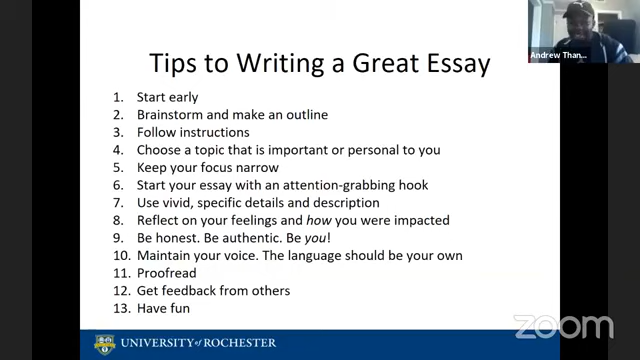 Andrew Than...
Tips to Writing a Great Essay
1. Start early
2. Brainstorm and make an outline
3. Follow instructions
4. Choose a topic that is important or personal to you
5. Keep your focus narrow
6. Start your essay with an attention-grabbing hook
7. Use vivid, specific details and description
8. Reflect on your feelings and how you were impacted
9. Be honest. Be authentic. Be you!
10. Maintain your voice. The language should be your own
11. Proofread
12. Get feedback from others
13. Have fun
zoom
UNIVERSITY of ROCHESTER